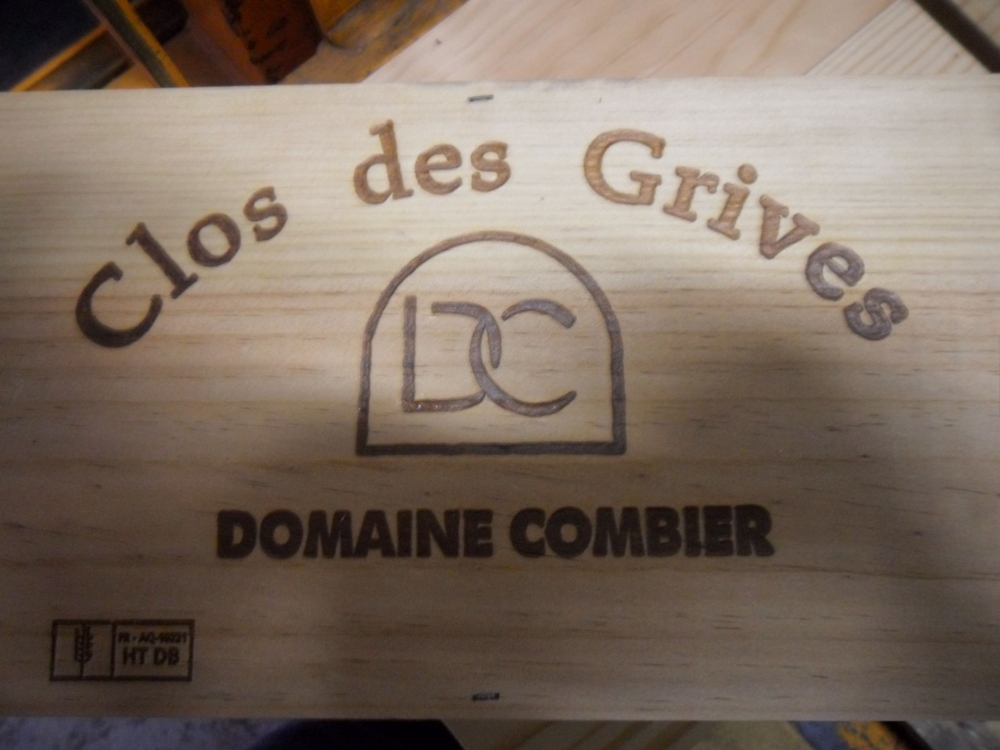 Clos des Grives
DC
DOMAINE COMBIER
HT DB